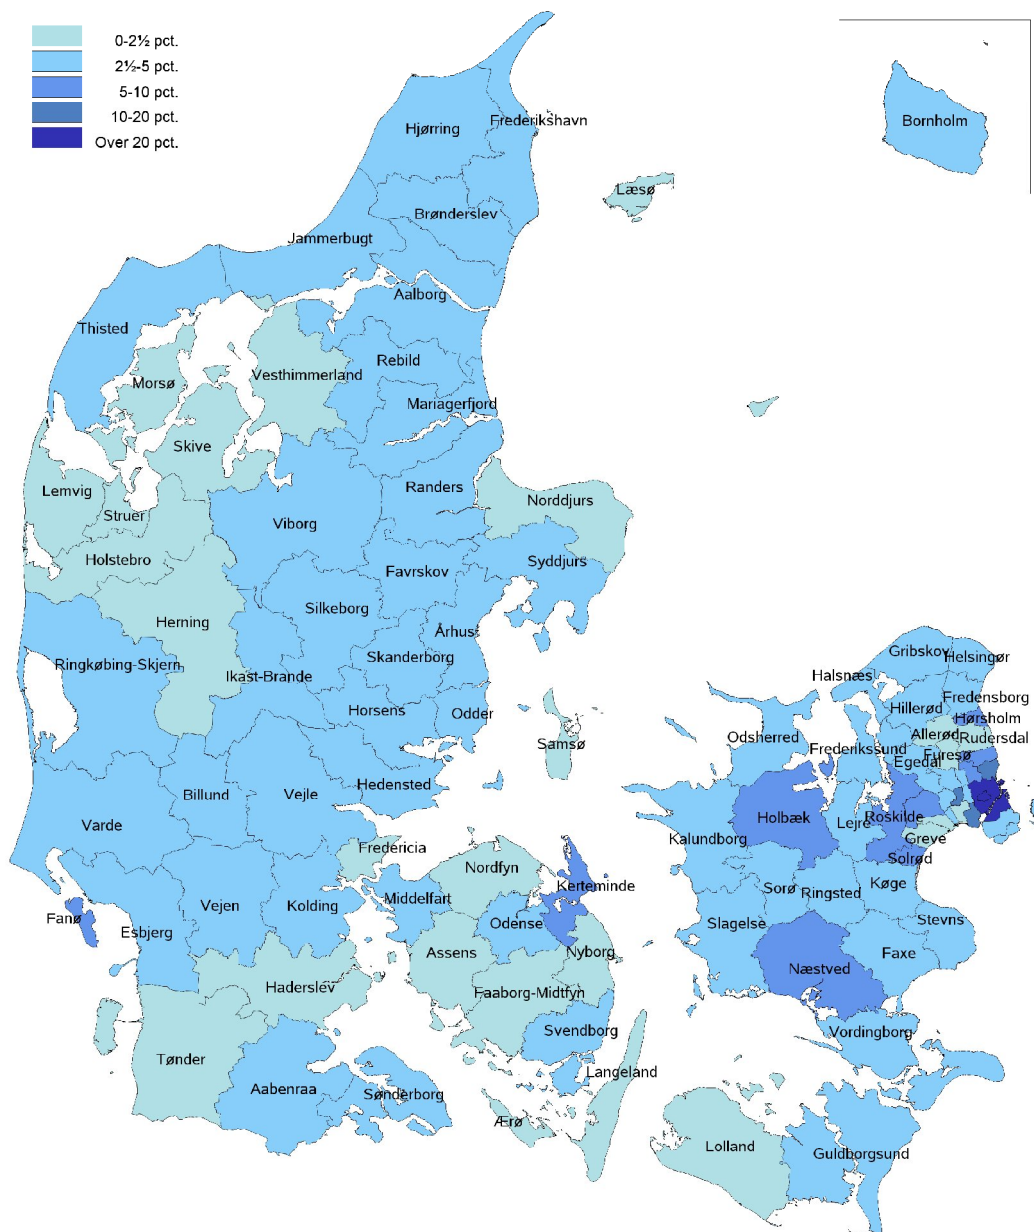 0-2½ pct.
2½-5 pct.
5-10 pct.
10-20 pct.
Over 20 pct.
Bornholm
Hjørring
Frederikshavn
Læsø
Brønderslev
Jammerbugt
Aalborg
Thisted
Rebild
Vesthimmerland
Morsø
Mariagerfjord
Skive
Randers
Lemvig
Norddjurs
Struer
Viborg
Holstebro
Favrskov
Syddjurs
Silkeborg
Herning
Århus
Gribskov
Helsingør
Ringkøbing-Skjern
Skanderborg
Ikast-Brande
Halsnæs
Fredensborg
Hillerød
Horsens
Odder
Hørsholm
Allerød
Rudersdal
Samsø
Odsherred
Frederikssund
Furesø
Egedal
Hedensted
Billund
Vejle
Holbæk
Roskilde
Varde
Lejre
Kalundborg
Greve
Fredericia
Nordfyn
Solrød
Kerteminde
Sorø
Ringsted
Køge
Middelfart
Fanø
Vejen
Kolding
Odense
Slagelse
Stevns
Esbjerg
Assens
Nyborg
Faxe
Næstved
Haderslev
Faaborg-Midtfyn
Svendborg
Vordingborg
Tønder
Langeland
Aabenraa
Sønderborg
Ærø
Lolland
Guldborgsund